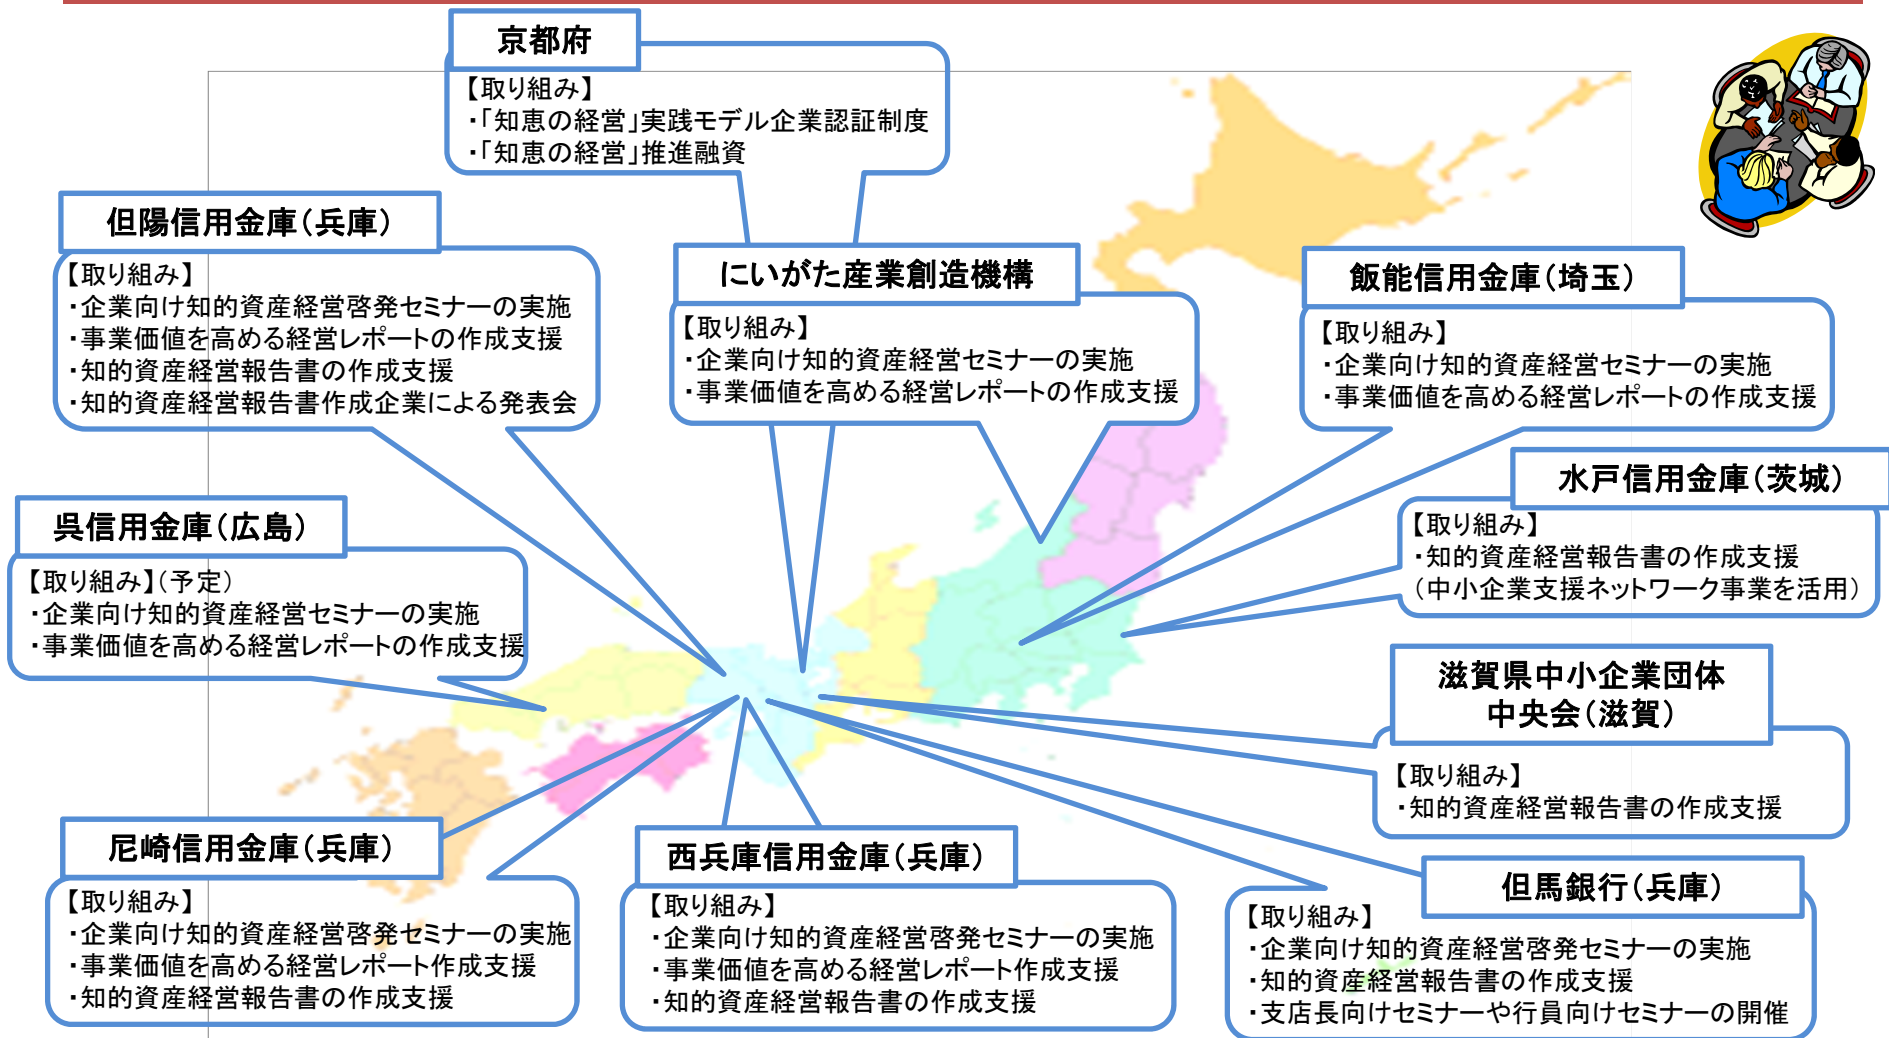 京都府
【取り組み】
・「知恵の経営」実践モデル企業認証制度
・「知恵の経営」推進融資
但陽信用金庫(兵庫)
【取り組み】
・企業向け知的資産経営啓発セミナーの実施
・事業価値を高める経営レポートの作成支援
・知的資産経営報告書の作成支援
・知的資産経営報告書作成企業による発表会
にいがた産業創造機構
【取り組み】
・企業向け知的資産経営セミナーの実施
・事業価値を高める経営レポートの作成支援
飯能信用金庫(埼玉)
【取り組み】
・企業向け知的資産経営セミナーの実施
・事業価値を高める経営レポートの作成支援
水戸信用金庫(茨城)
【取り組み】
・知的資産経営報告書の作成支援
(中小企業支援ネットワーク事業を活用)
呉信用金庫(広島)
【取り組み】(予定)
・企業向け知的資産経営セミナーの実施
・事業価値を高める経営レポートの作成支援
滋賀県中小企業団体
中央会(滋賀)
【取り組み】
・知的資産経営報告書の作成支援
尼崎信用金庫(兵庫)
【取り組み】
・企業向け知的資産経営啓発セミナーの実施
・事業価値を高める経営レポート作成支援
・知的資産経営報告書の作成支援
西兵庫信用金庫(兵庫)
【取り組み】
・企業向け知的資産経営啓発セミナーの実施
・事業価値を高める経営レポート作成支援
・知的資産経営報告書の作成支援
但馬銀行(兵庫)
【取り組み】
・企業向け知的資産経営啓発セミナーの実施
・知的資産経営報告書の作成支援
・支店長向けセミナーや行員向けセミナーの開催